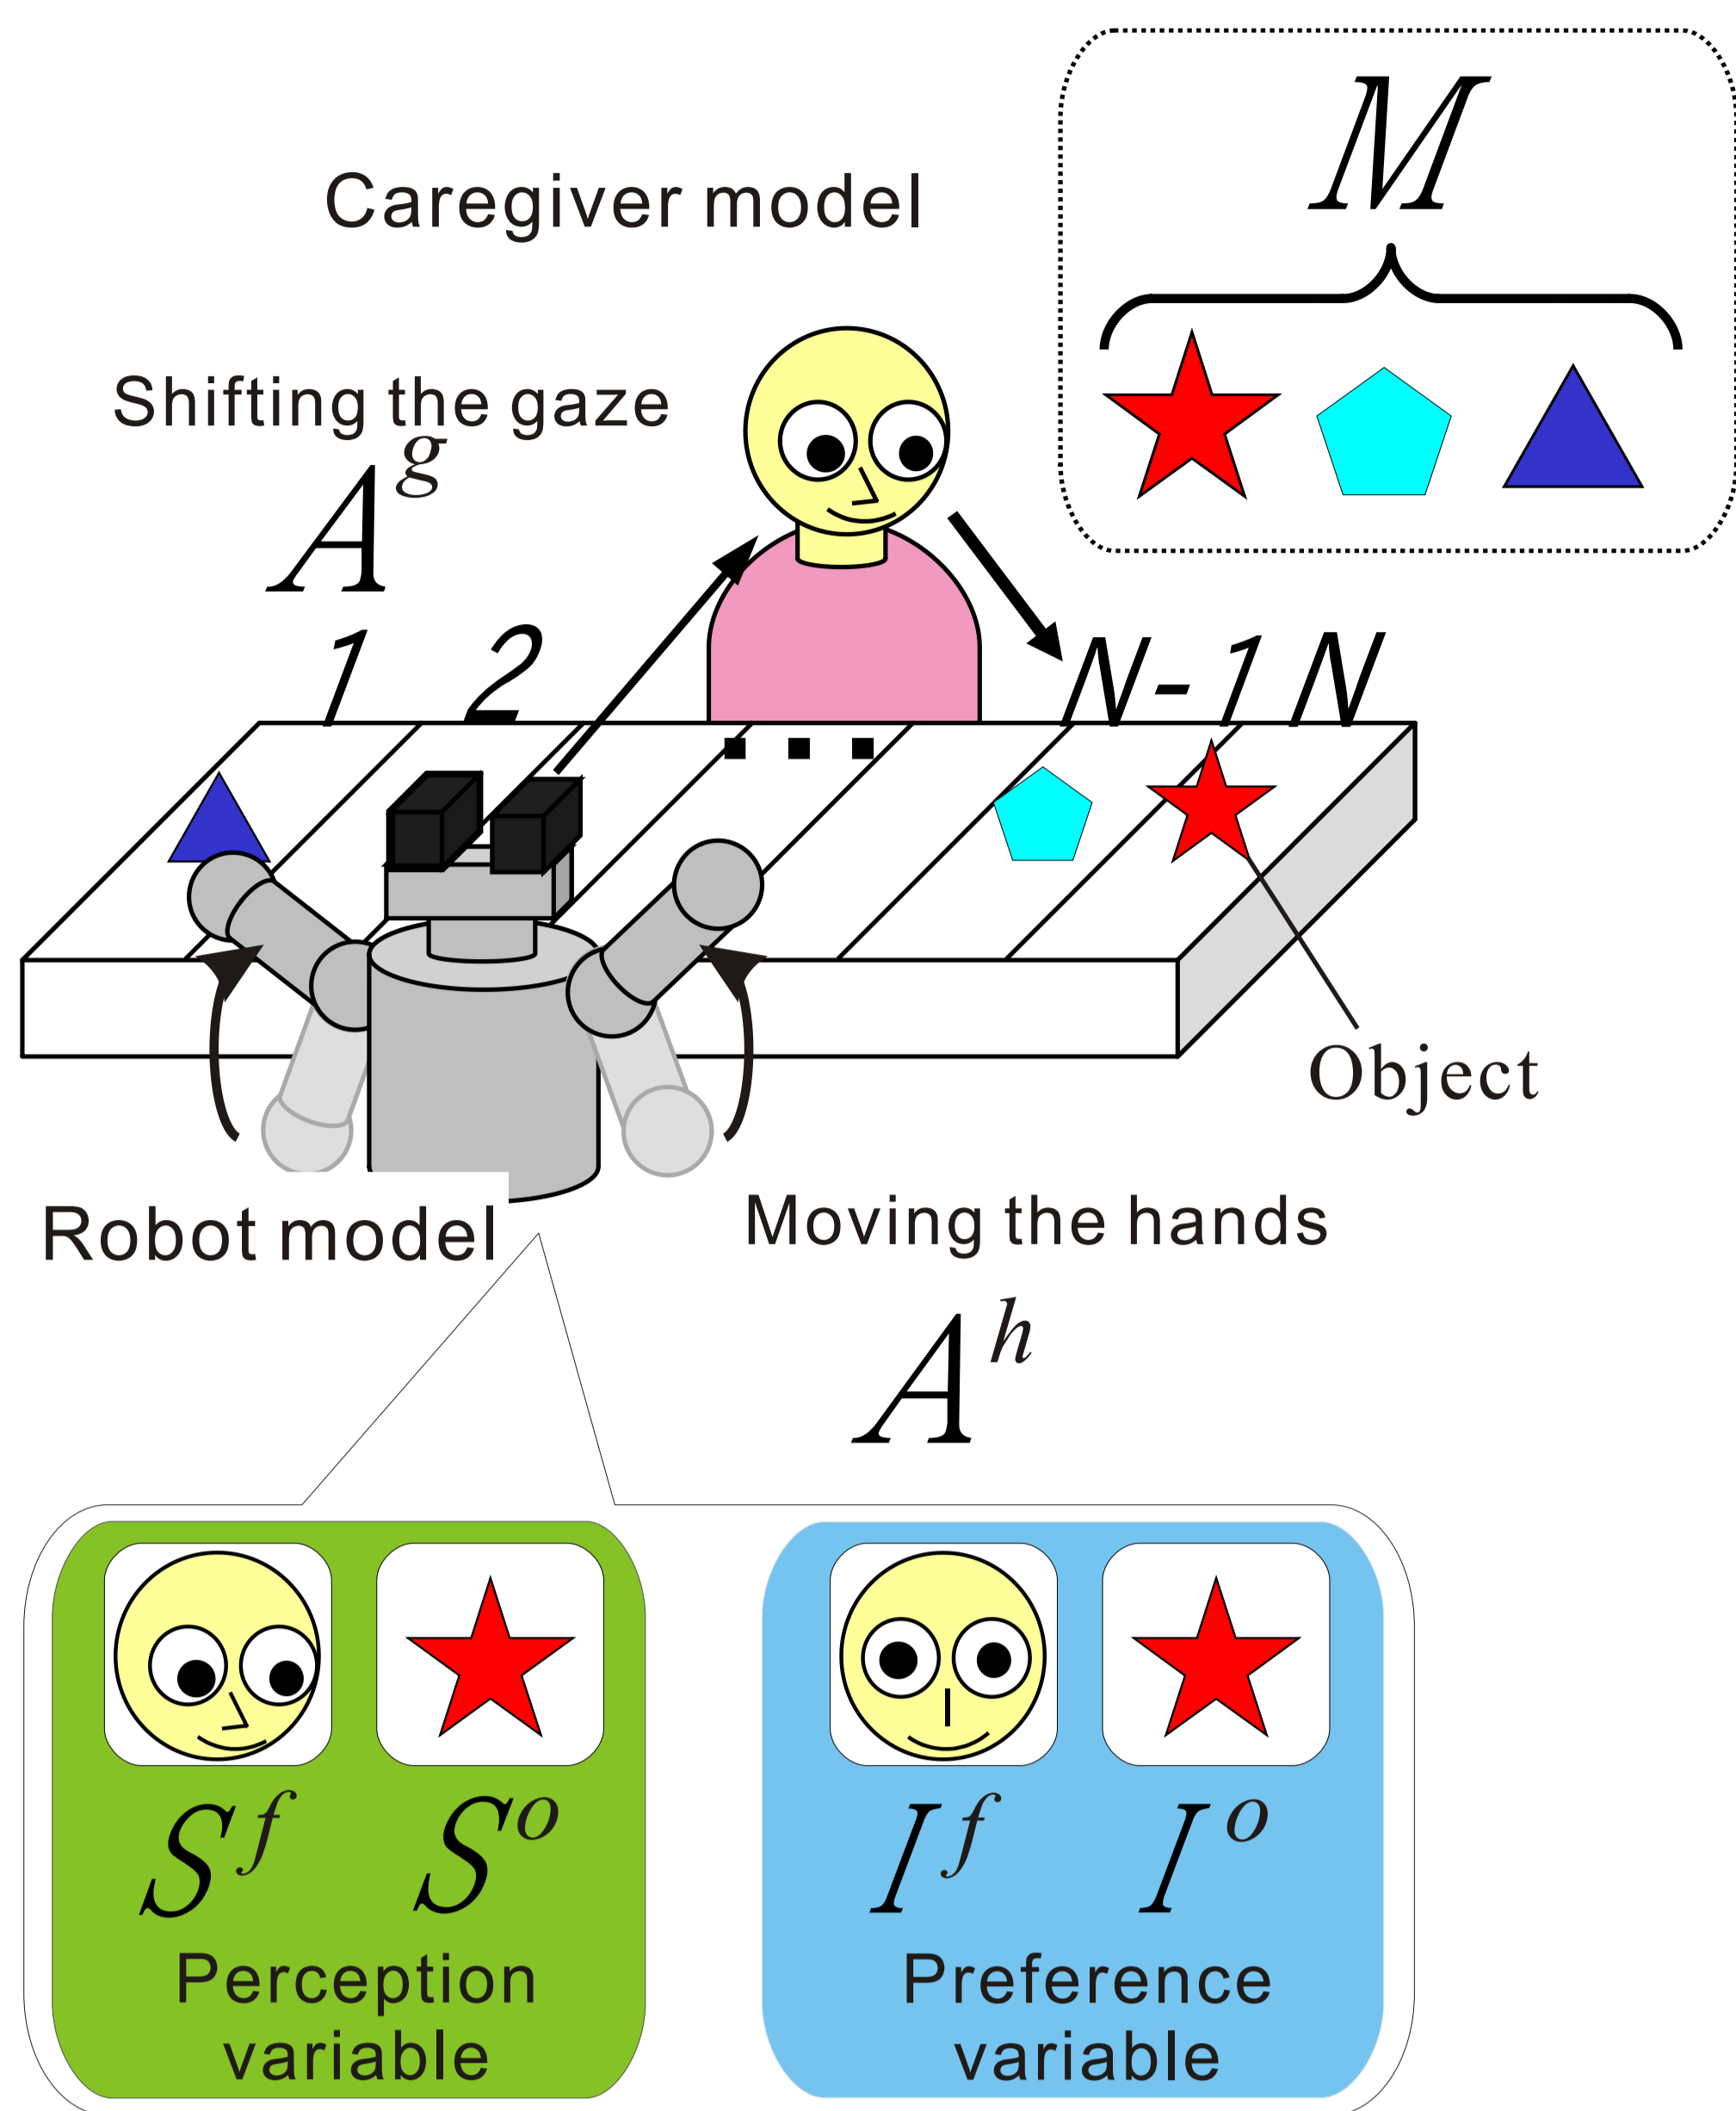 M
Caregiver model
Shifting the gaze
A^g
1 2 ... N-1 N
Object
Robot model
Moving the hands
A^h
S^f S^o
I^f I^o
Perception
variable
Preference
variable